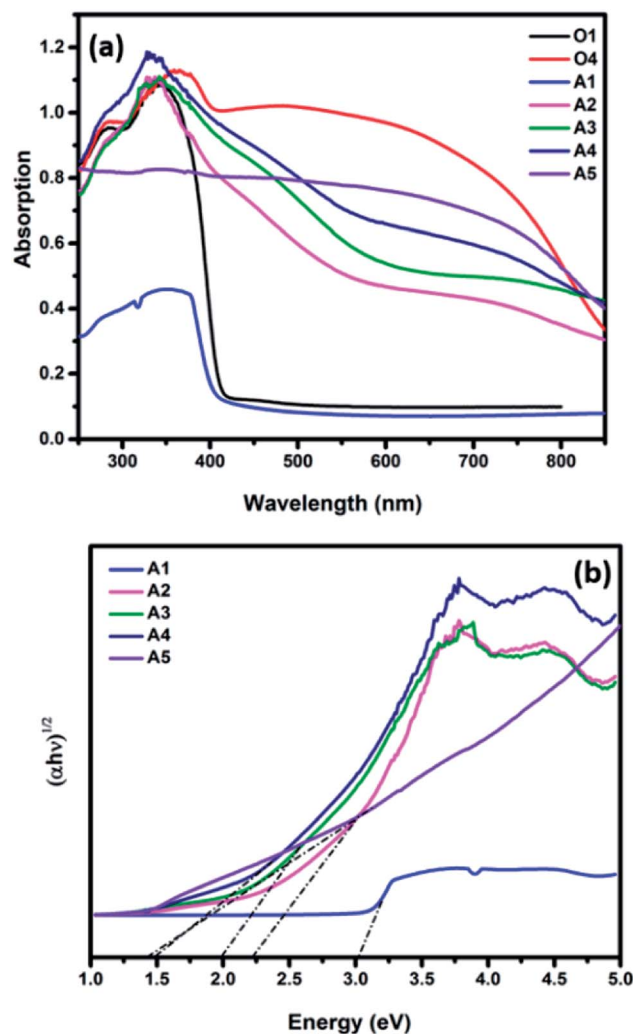 (a)
O1
O4
A1
A2
A3
A4
A5
1.2
1.0
0.8
0.6
0.4
0.2
0.0
Absorption
300 400 500 600 700 800
Wavelength (nm)
(b)
A1
A2
A3
A4
A5
(αhν)1/2
1.0 1.5 2.0 2.5 3.0 3.5 4.0 4.5 5.0
Energy (eV)